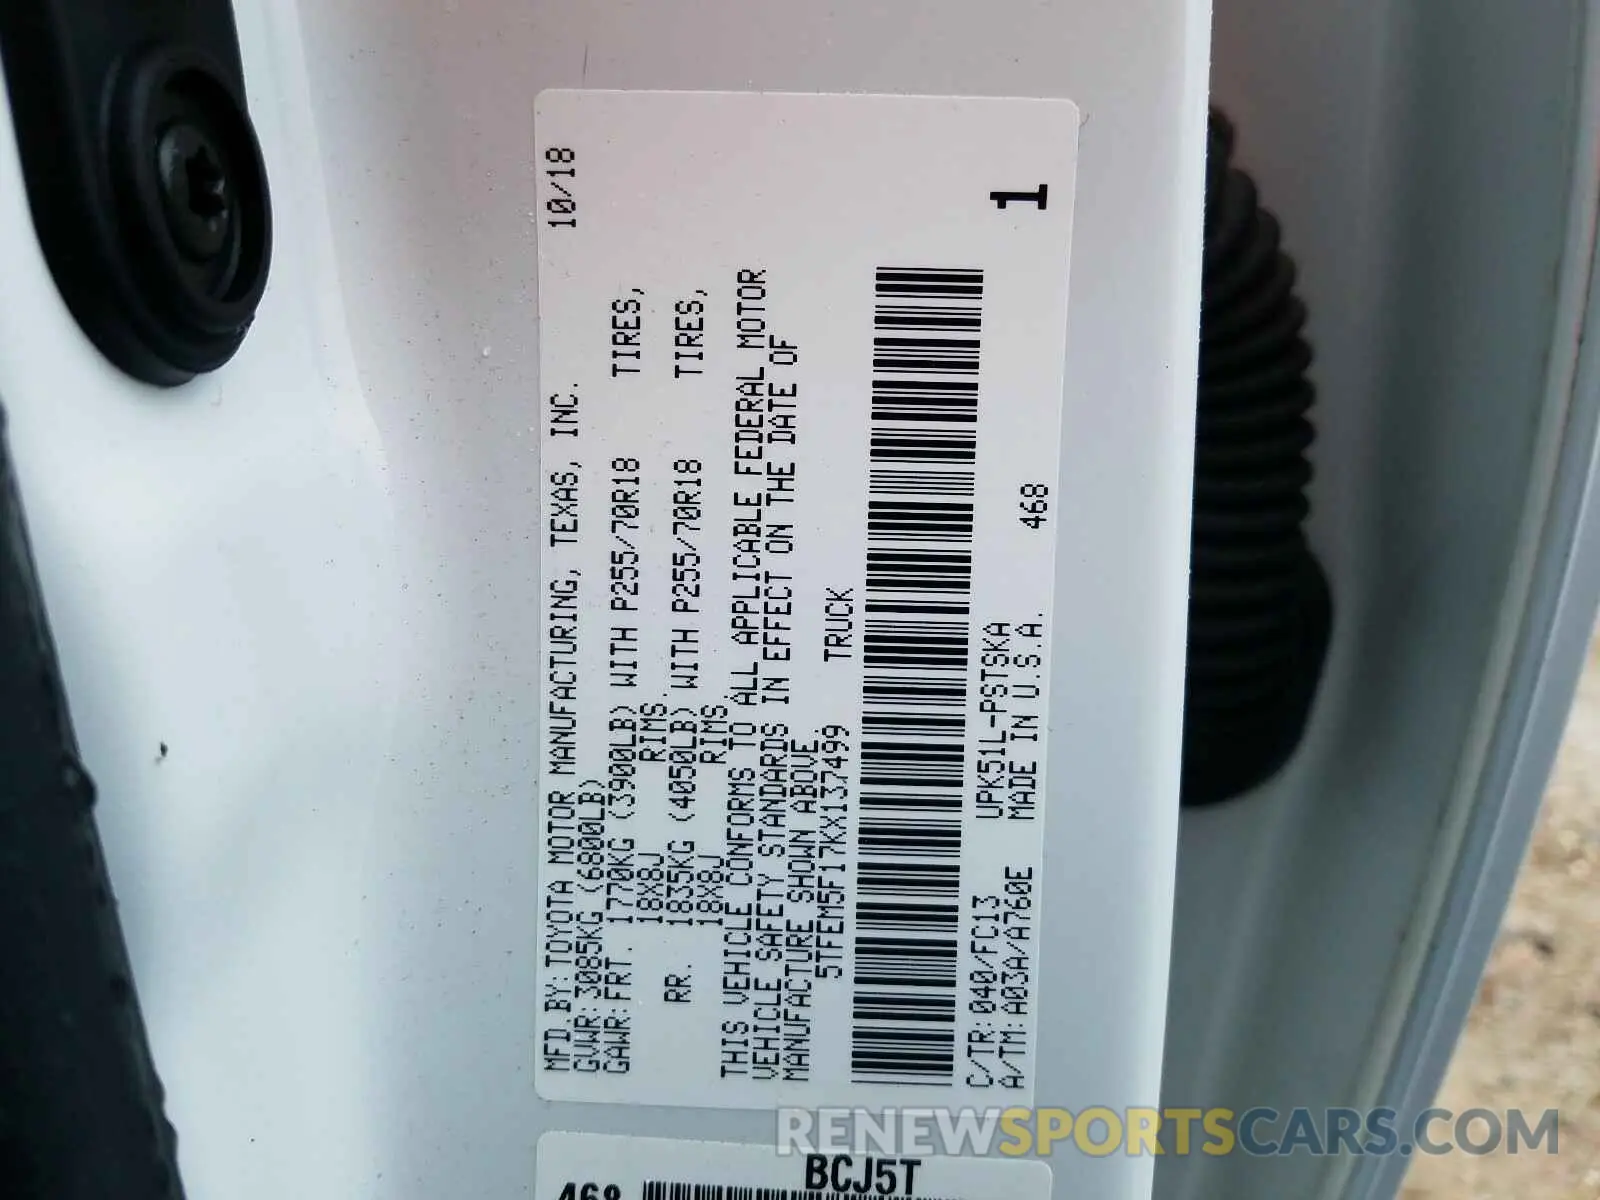 MFD.BY:TOYOTA MOTOR MANUFACTURING, TEXAS, INC. 10/18
GVWR:3085KG (6800LB)
GAWR:FRT. 1770KG (3900LB) WITH P255/70R18 TIRES,
18X8J RIMS.
RR. 1835KG (4050LB) WITH P255/70R18 TIRES,
18X8J RIMS.
THIS VEHICLE CONFORMS TO ALL APPLICABLE FEDERAL MOTOR
VEHICLE SAFETY STANDARDS IN EFFECT ON THE DATE OF
MANUFACTURE SHOWN ABOVE
5TFEM5F17KX137499 TRUCK
C/TR:040/FC13 UPK51L-PSTSKA 1
A/TM:A03A/A760E MADE IN U.S.A. 468
BCJ5T
468
RENEWSPORTSCARS.COM